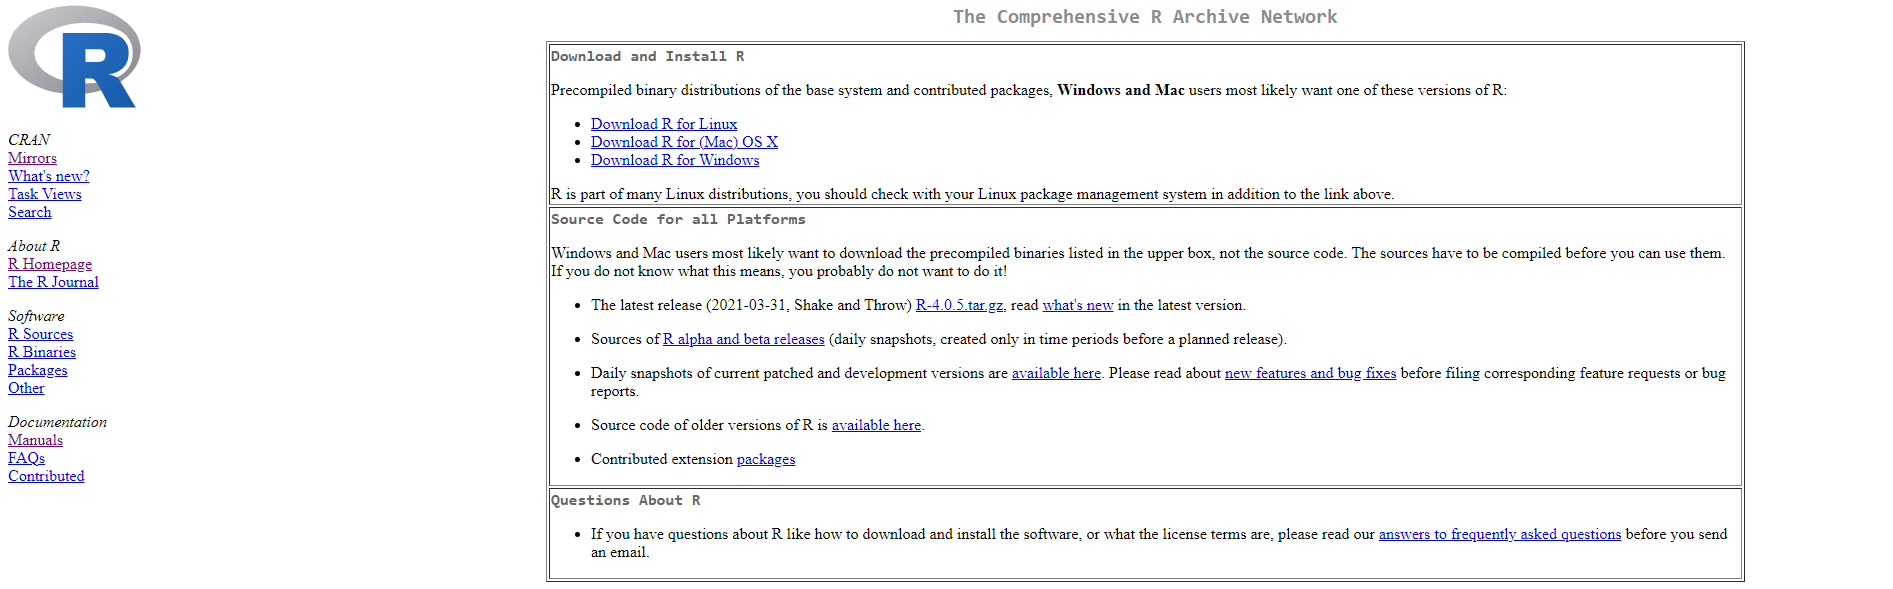 R
CRAN
Mirrors
What's new?
Task Views
Search
About R
R Homepage
The R Journal
Software
R Sources
R Binaries
Packages
Other
Documentation
Manuals
FAQs
Contributed
The Comprehensive R Archive Network
Download and Install R
Precompiled binary distributions of the base system and contributed packages, Windows and Mac users most likely want one of these versions of R:
• Download R for Linux
• Download R for (Mac) OS X
• Download R for Windows
R is part of many Linux distributions, you should check with your Linux package management system in addition to the link above.
Source Code for all Platforms
Windows and Mac users most likely want to download the precompiled binaries listed in the upper box, not the source code. The sources have to be compiled before you can use them.
If you do not know what this means, you probably do not want to do it!
• The latest release (2021-03-31, Shake and Throw) R-4.0.5.tar.gz, read what's new in the latest version.
• Sources of R alpha and beta releases (daily snapshots, created only in time periods before a planned release).
• Daily snapshots of current patched and development versions are available here. Please read about new features and bug fixes before filing corresponding feature requests or bug
reports.
• Source code of older versions of R is available here.
• Contributed extension packages
Questions About R
• If you have questions about R like how to download and install the software, or what the license terms are, please read our answers to frequently asked questions before you send
an email.